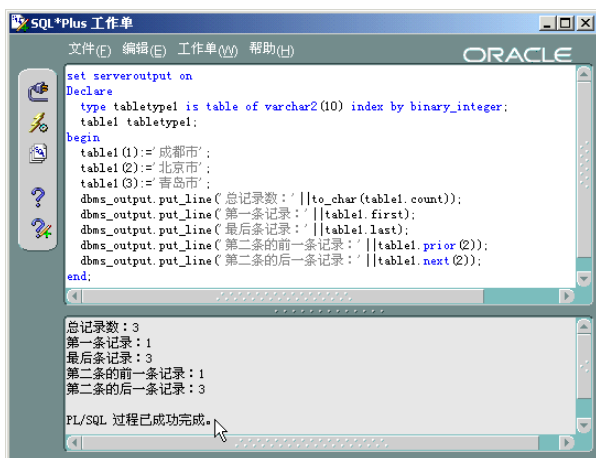 SQL*Plus 工作单
文件(F) 编辑(E) 工作单(W) 帮助(H)
ORACLE
set serveroutput on
Declare
type tabletype1 is table of varchar2(10) index by binary_integer;
table1 tabletype1;
begin
table1(1):='成都市';
table1(2):='北京市';
table1(3):='青岛市';
dbms_output.put_line('总记录数：'||to_char(table1.count));
dbms_output.put_line('第一条记录：'||table1.first);
dbms_output.put_line('最后条记录：'||table1.last);
dbms_output.put_line('第二条的前一条记录：'||table1.prior(2));
dbms_output.put_line('第二条的后一条记录：'||table1.next(2));
end;
总记录数：3
第一条记录：1
最后条记录：3
第二条的前一条记录：1
第二条的后一条记录：3
PL/SQL 过程已成功完成。